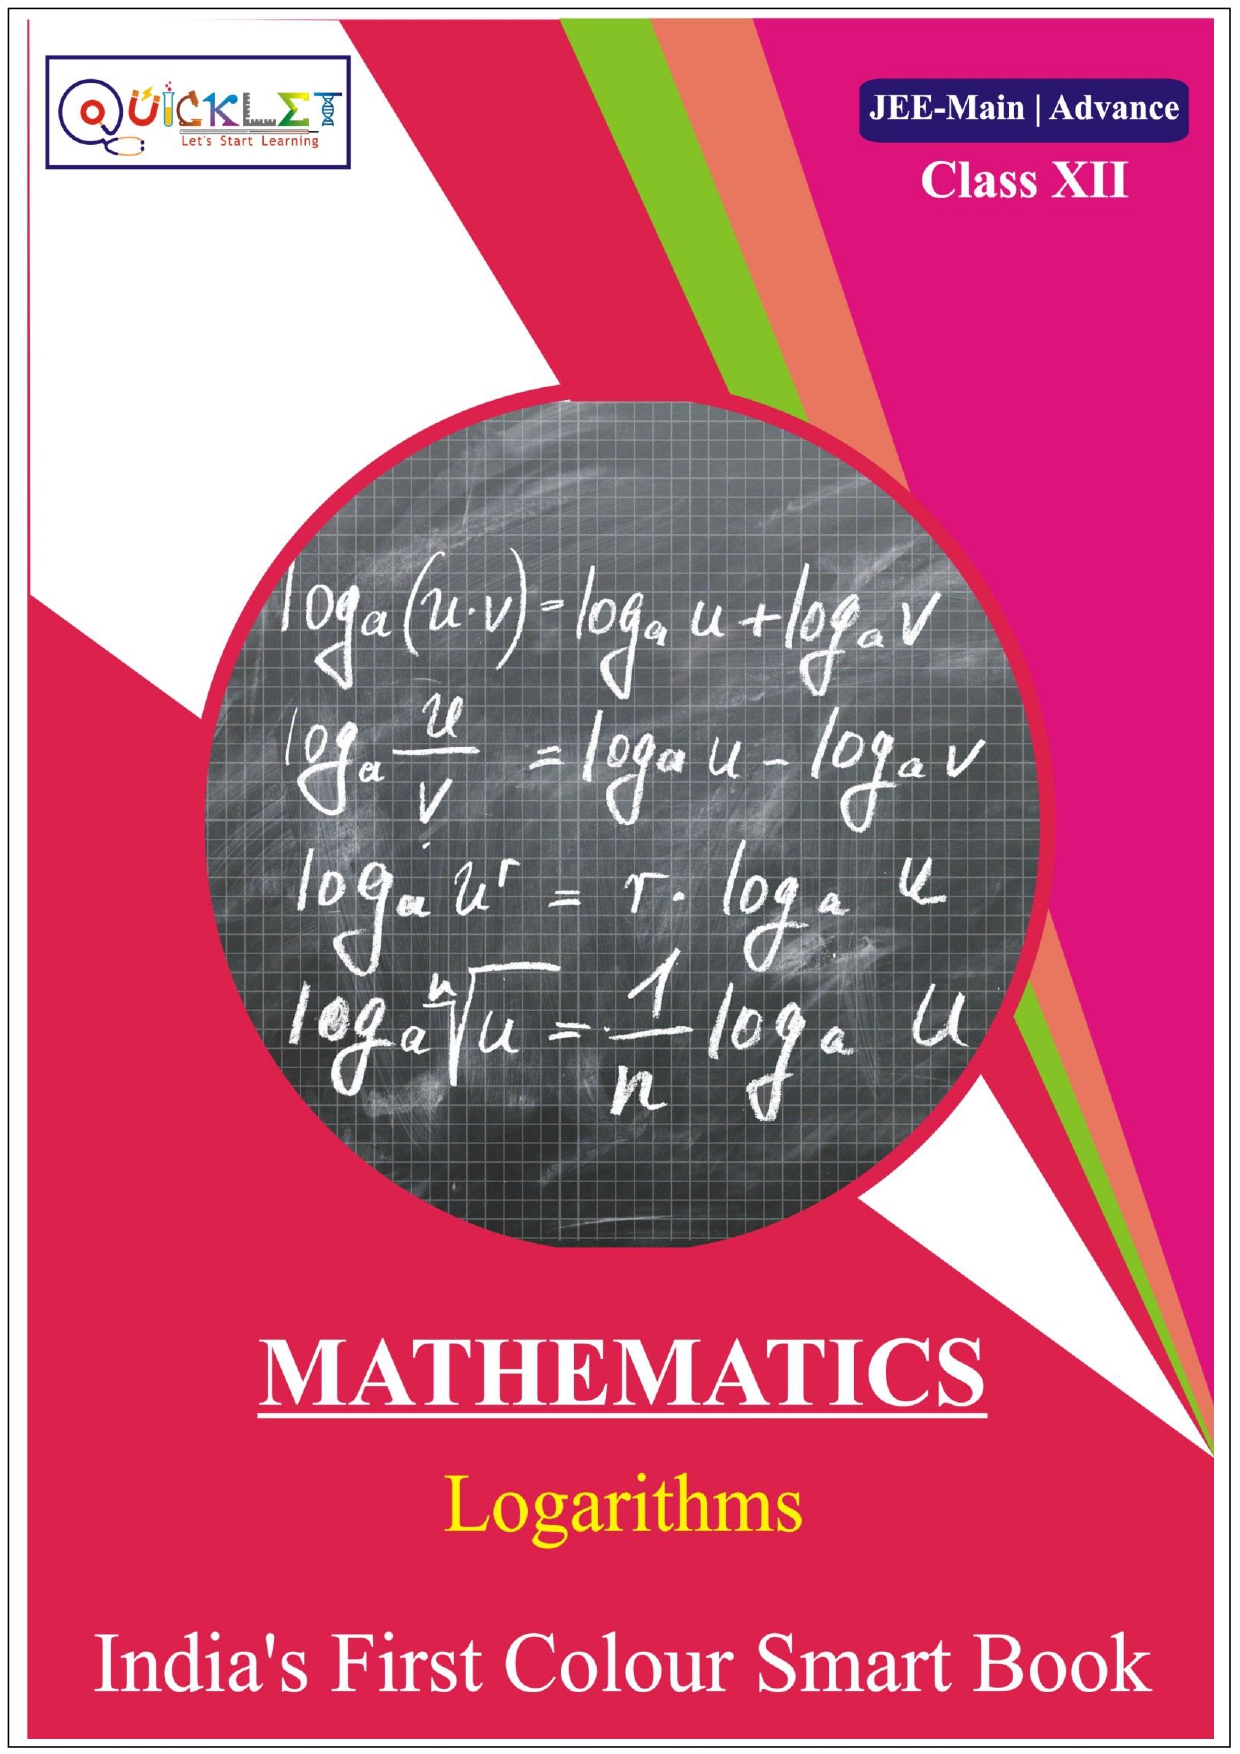 QUICKLET
Let's Start Learning
JEE-Main | Advance
Class XII
logₐ(u·v)=logₐ u+logₐ v
logₐ u/v = logₐ u - logₐ v
logₐ uʳ = r. logₐ u
logₐ ⁿ√u = 1/n logₐ u
MATHEMATICS
Logarithms
India's First Colour Smart Book